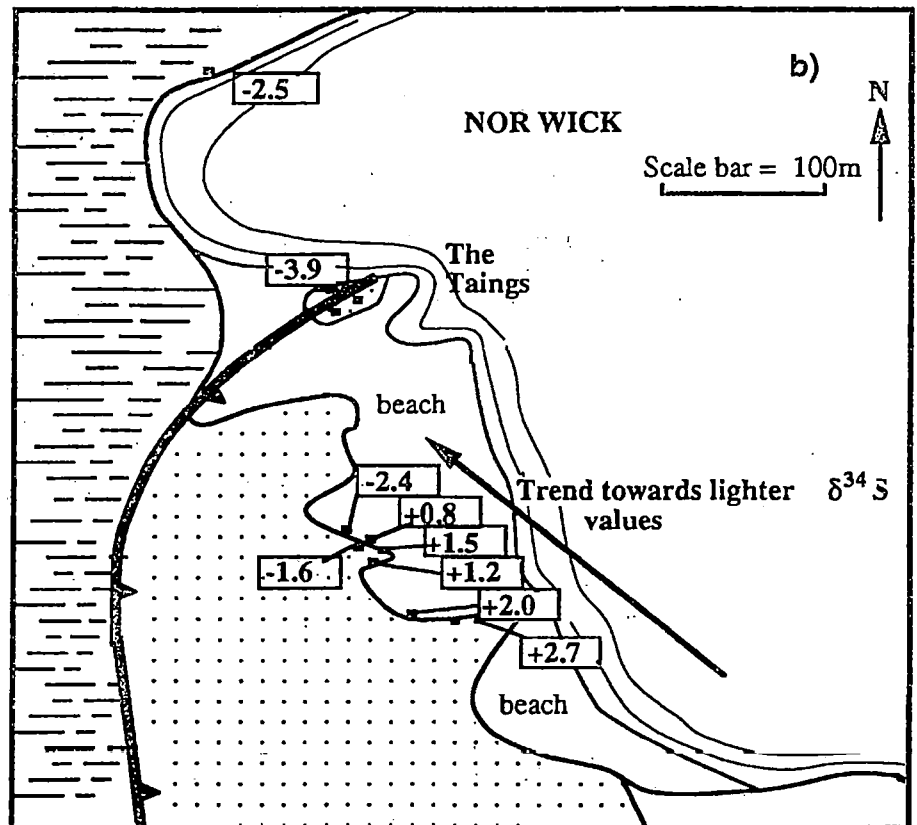 b)
-2.5
N
NOR WICK
Scale bar = 100m
The
Taings
-3.9
beach
-2.4
Trend towards lighter δ³⁴ S
values
+0.8
+1.5
-1.6
+1.2
+2.0
+2.7
beach